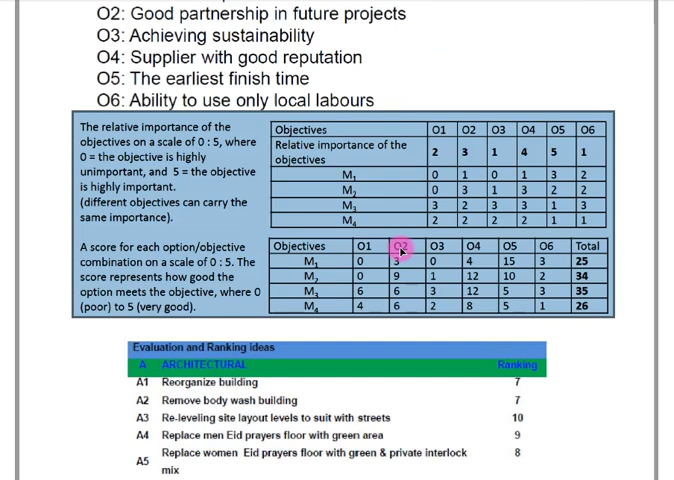 O2: Good partnership in future projects
O3: Achieving sustainability
O4: Supplier with good reputation
O5: The earliest finish time
O6: Ability to use only local labours
The relative importance of the
objectives on a scale of 0 : 5, where
0 = the objective is highly
unimportant, and 5 = the objective
is highly important.
(different objectives can carry the
same importance).
Objectives O1 O2 O3 O4 O5 O6
Relative importance of the
objectives 2 3 1 4 5 1
M1 0 1 0 1 3 2
M2 0 3 1 3 2 2
M3 3 2 3 3 1 3
M4 2 2 2 2 1 1
A score for each option/objective
combination on a scale of 0 : 5. The
score represents how good the
option meets the objective, where 0
(poor) to 5 (very good).
Objectives O1 O2 O3 O4 O5 O6 Total
M1 0 3 0 4 15 3 25
M2 0 9 1 12 10 2 34
M3 6 6 3 12 5 3 35
M4 4 6 2 8 5 1 26
Evaluation and Ranking ideas
A ARCHITECTURAL Ranking
A1 Reorganize building 7
A2 Remove body wash building 7
A3 Re-leveling site layout levels to suit with streets 10
A4 Replace men Eid prayers floor with green area 9
A5 Replace women Eid prayers floor with green & private interlock 8
mix